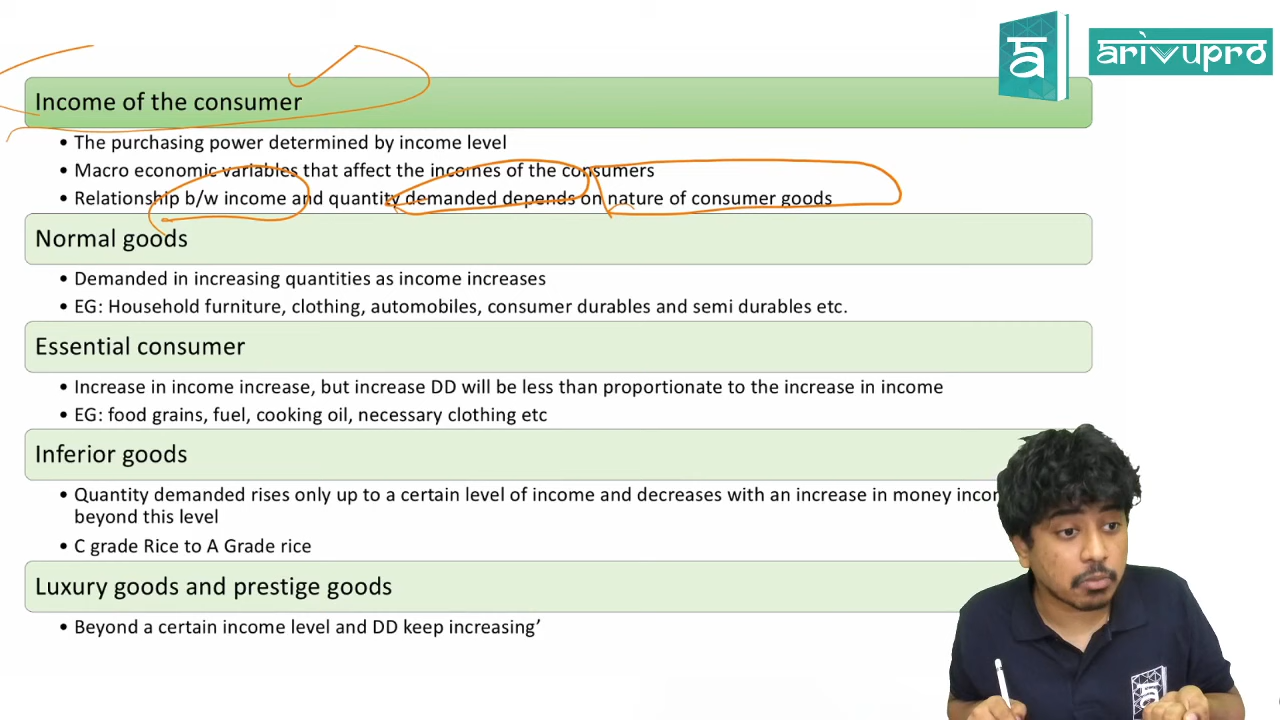 arivupro
Income of the consumer
• The purchasing power determined by income level
• Macro economic variables that affect the incomes of the consumers
• Relationship b/w income and quantity demanded depends on nature of consumer goods
Normal goods
• Demanded in increasing quantities as income increases
• EG: Household furniture, clothing, automobiles, consumer durables and semi durables etc.
Essential consumer
• Increase in income increase, but increase DD will be less than proportionate to the increase in income
• EG: food grains, fuel, cooking oil, necessary clothing etc
Inferior goods
• Quantity demanded rises only up to a certain level of income and decreases with an increase in money
beyond this level
• C grade Rice to A Grade rice
Luxury goods and prestige goods
• Beyond a certain income level and DD keep increasing’